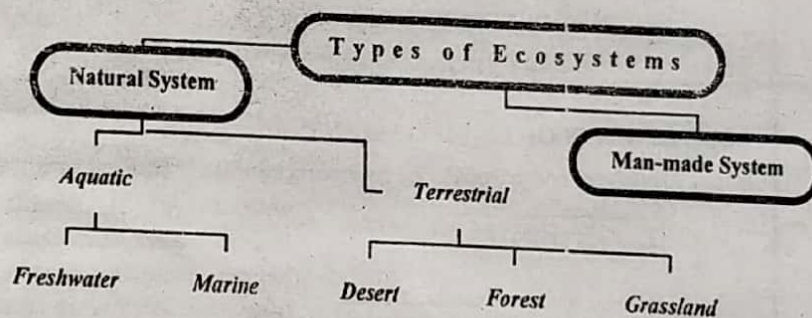 Types of Ecosystems
Natural System
Man-made System
Aquatic
Terrestrial
Freshwater
Marine
Desert
Forest
Grassland